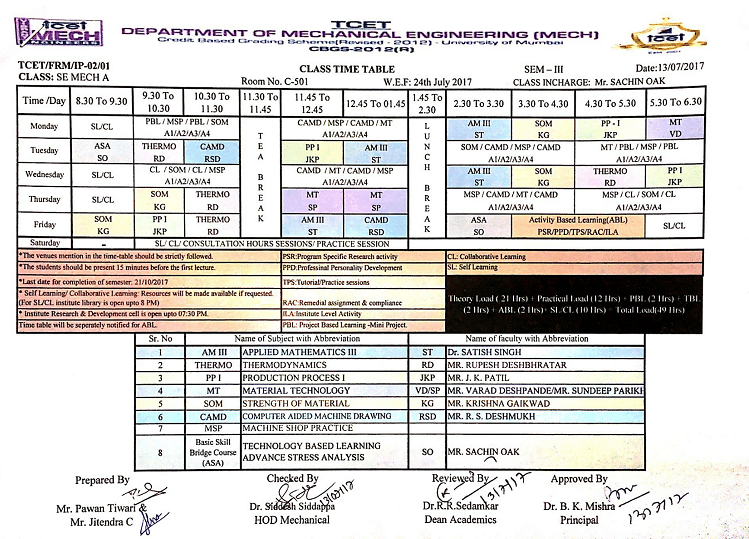 TCET
DEPARTMENT OF MECHANICAL ENGINEERING (MECH)
Credit Based Grading Scheme(Revised - 2012) - University of Mumbai
CBGS-2012(R)
tcet
ENGINEERS
tcet
TCET/FRM/IP-02/01 CLASS TIME TABLE SEM – III Date:13/07/2017
CLASS: SE MECH A Room No. C-501 W.E.F: 24th July 2017 CLASS INCHARGE: Mr. SACHIN OAK
Time /Day 8.30 To 9.30 9.30 To 10.30 10.30 To 11.30 11.30 To 11.45 11.45 To 12.45 12.45 To 01.45 1.45 To 2.30 2.30 To 3.30 3.30 To 4.30 4.30 To 5.30 5.30 To 6.30
TEA BREAK
LUNCH BREAK
Monday SL/CL PBL / MSP / PBL / SOM CAMD / MSP / CAMD / MT AM III SOM PP - I MT
A1/A2/A3/A4 A1/A2/A3/A4 ST KG JKP VD
Tuesday ASA THERMO CAMD PP I AM III SOM / CAMD / MSP / CAMD MT / PBL / MSP / PBL
SO RD RSD JKP ST A1/A2/A3/A4 A1/A2/A3/A4
Wednesday SL/CL CL / SOM / CL / MSP CAMD / MT / CAMD / MSP AM III SOM THERMO PP I
A1/A2/A3/A4 A1/A2/A3/A4 ST KG RD JKP
Thursday SL/CL SOM THERMO MT MT MSP / CAMD / MT / CAMD MSP / CL / SOM / CL
KG RD SP SP A1/A2/A3/A4 A1/A2/A3/A4
Friday SOM PP I THERMO AM III CAMD ASA Activity Based Learning(ABL) SL/CL
KG JKP RD ST RSD SO PSR/PPD/TPS/RAC/ILA
Saturday – SL/ CL/ CONSULTATION HOURS SESSIONS/ PRACTICE SESSION
*The venues mention in the time-table should be strictly followed. PSR:Program Specific Research activity CL: Collaborative Learning
*The students should be present 15 minutes before the first lecture. PPD:Professinal Personality Development SL: Self Learning
*Last date for completion of semester: 21/10/2017 TPS:Tutorial/Practice sessions
* Self Learning/ Collaborative Learning: Resources will be made available if requested.
(For SL/CL institute library is open upto 8 PM) RAC:Remedial assignment & compliance
* Institute Research & Development cell is open upto 07:30 PM. ILA:Institute Level Activity
Time table will be seperately notified for ABL. PBL: Project Based Learning -Mini Project.
Theory Load ( 21 Hrs) + Practical Load (12 Hrs) + PBL (2 Hrs) + TBL
(2 Hrs) + ABL (2 Hrs)+ SL/CL (10 Hrs) = Total Load(49 Hrs)
Sr. No Name of Subject with Abbreviation Name of faculty with Abbreviation
1 AM III APPLIED MATHEMATICS III ST Dr. SATISH SINGH
2 THERMO THERMODYNAMICS RD MR. RUPESH DESHBHRATAR
3 PP I PRODUCTION PROCESS I JKP MR. J. K. PATIL
4 MT MATERIAL TECHNOLOGY VD/SP MR. VARAD DESHPANDE/MR. SUNDEEP PARIKH
5 SOM STRENGTH OF MATERIAL KG MR. KRISHNA GAIKWAD
6 CAMD COMPUTER AIDED MACHINE DRAWING RSD MR. R. S. DESHMUKH
7 MSP MACHINE SHOP PRACTICE
8 Basic Skill Bridge Course (ASA) TECHNOLOGY BASED LEARNING ADVANCE STRESS ANALYSIS SO MR. SACHIN OAK
Prepared By Checked By Reviewed By Approved By
13/07/17 13/7/17 13/7/17
Mr. Pawan Tiwari & Dr. Siddesh Siddappa Dr.R.R.Sedamkar Dr. B. K. Mishra
Mr. Jitendra C HOD Mechanical Dean Academics Principal